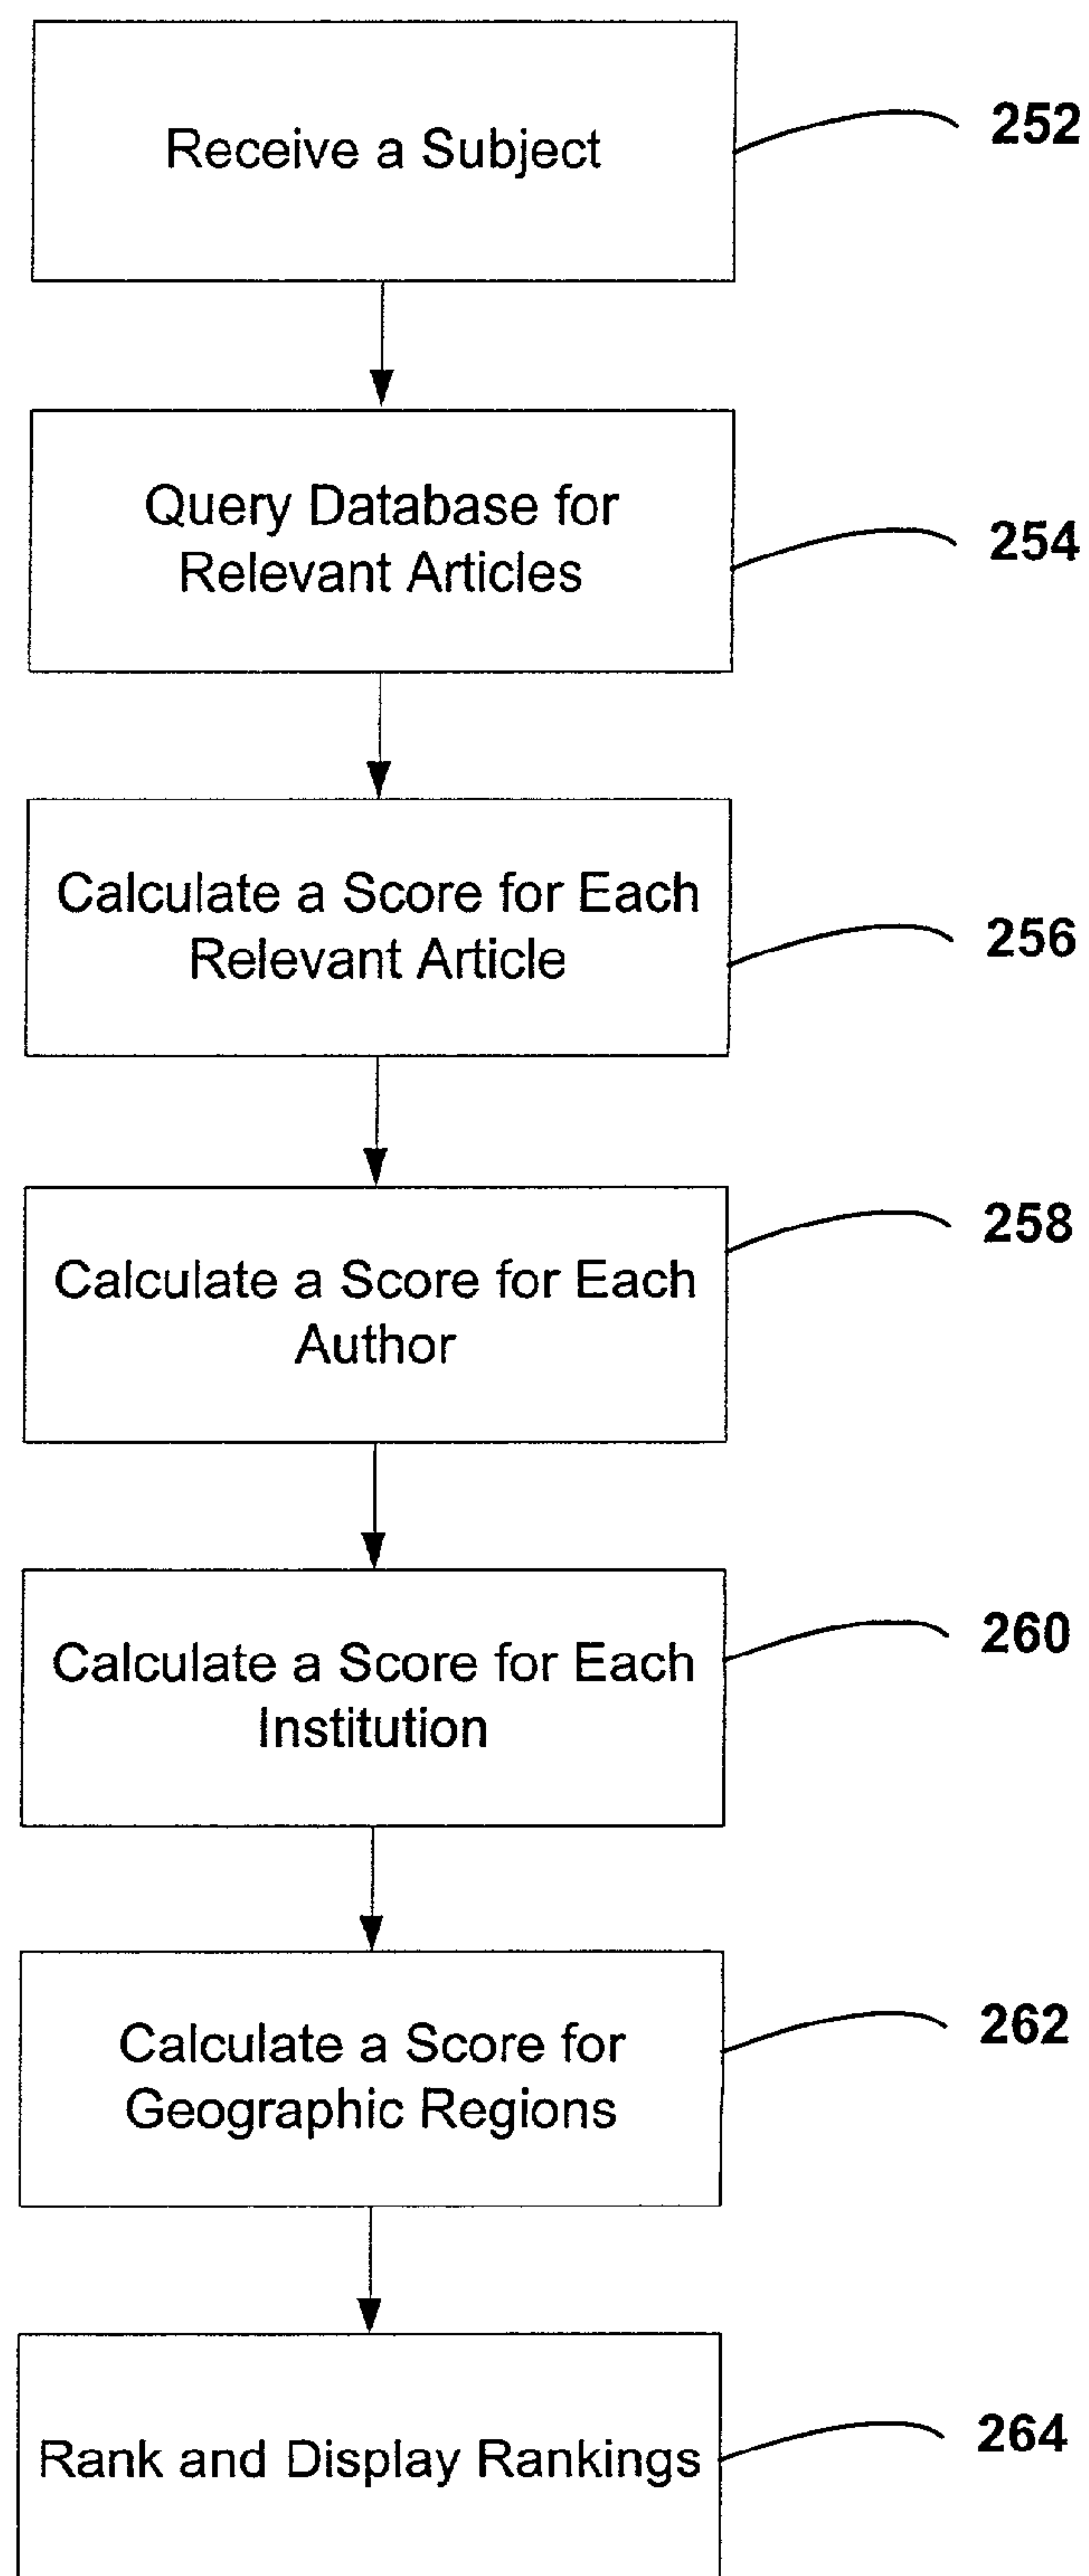 Receive a Subject
252
Query Database for
Relevant Articles
254
Calculate a Score for Each
Relevant Article
256
Calculate a Score for Each
Author
258
Calculate a Score for Each
Institution
260
Calculate a Score for
Geographic Regions
262
Rank and Display Rankings
264